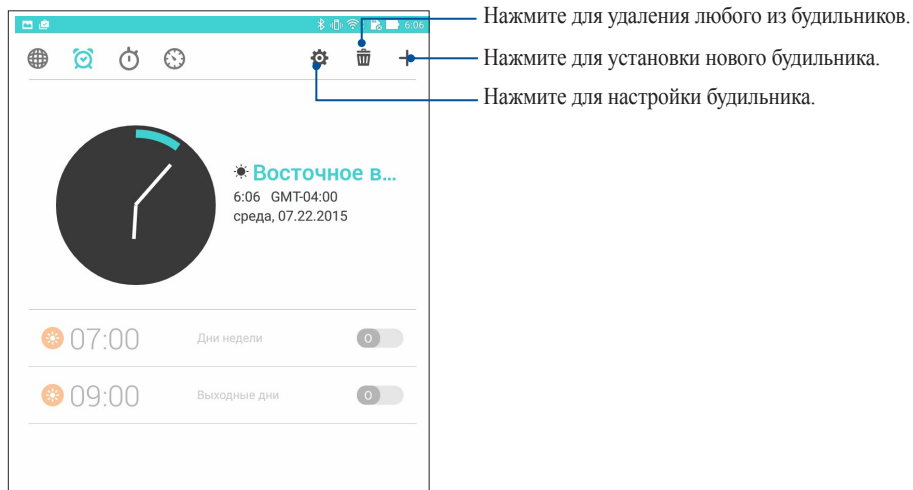 6:06
Нажмите для удаления любого из будильников.
Нажмите для установки нового будильника.
Нажмите для настройки будильника.
Восточное в...
6:06 GMT-04:00
среда, 07.22.2015
07:00 Дни недели O
09:00 Выходные дни O